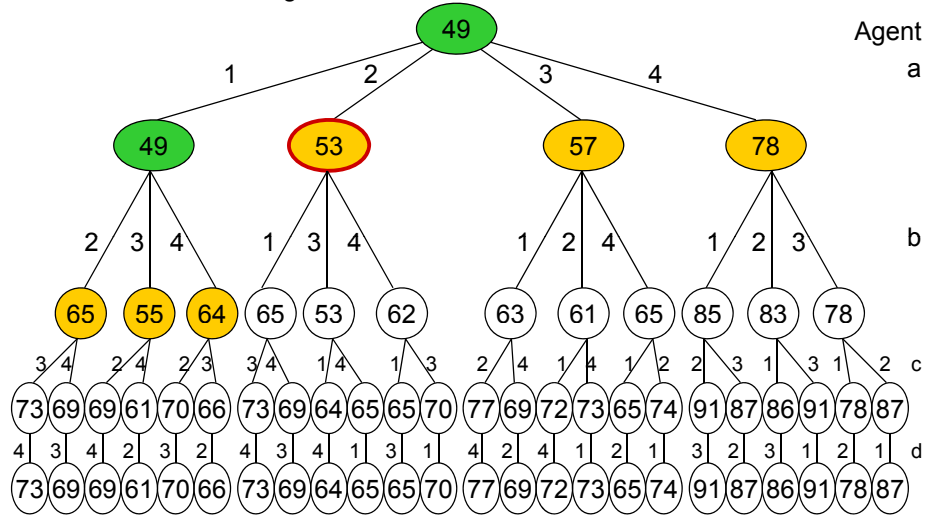 49 Agent
1 2 3 4 a
49 53 57 78
2 3 4 1 3 4 1 2 4 1 2 3 b
65 55 64 65 53 62 63 61 65 85 83 78
3 4 2 4 2 3 3 4 1 4 1 3 2 4 1 4 1 2 2 3 1 3 1 2 c
73 69 69 61 70 66 73 69 64 65 65 70 77 69 72 73 65 74 91 87 86 91 78 87
4 3 4 2 3 2 4 3 4 1 3 1 4 2 4 1 2 1 3 2 3 1 2 1 d
73 69 69 61 70 66 73 69 64 65 65 70 77 69 72 73 65 74 91 87 86 91 78 87